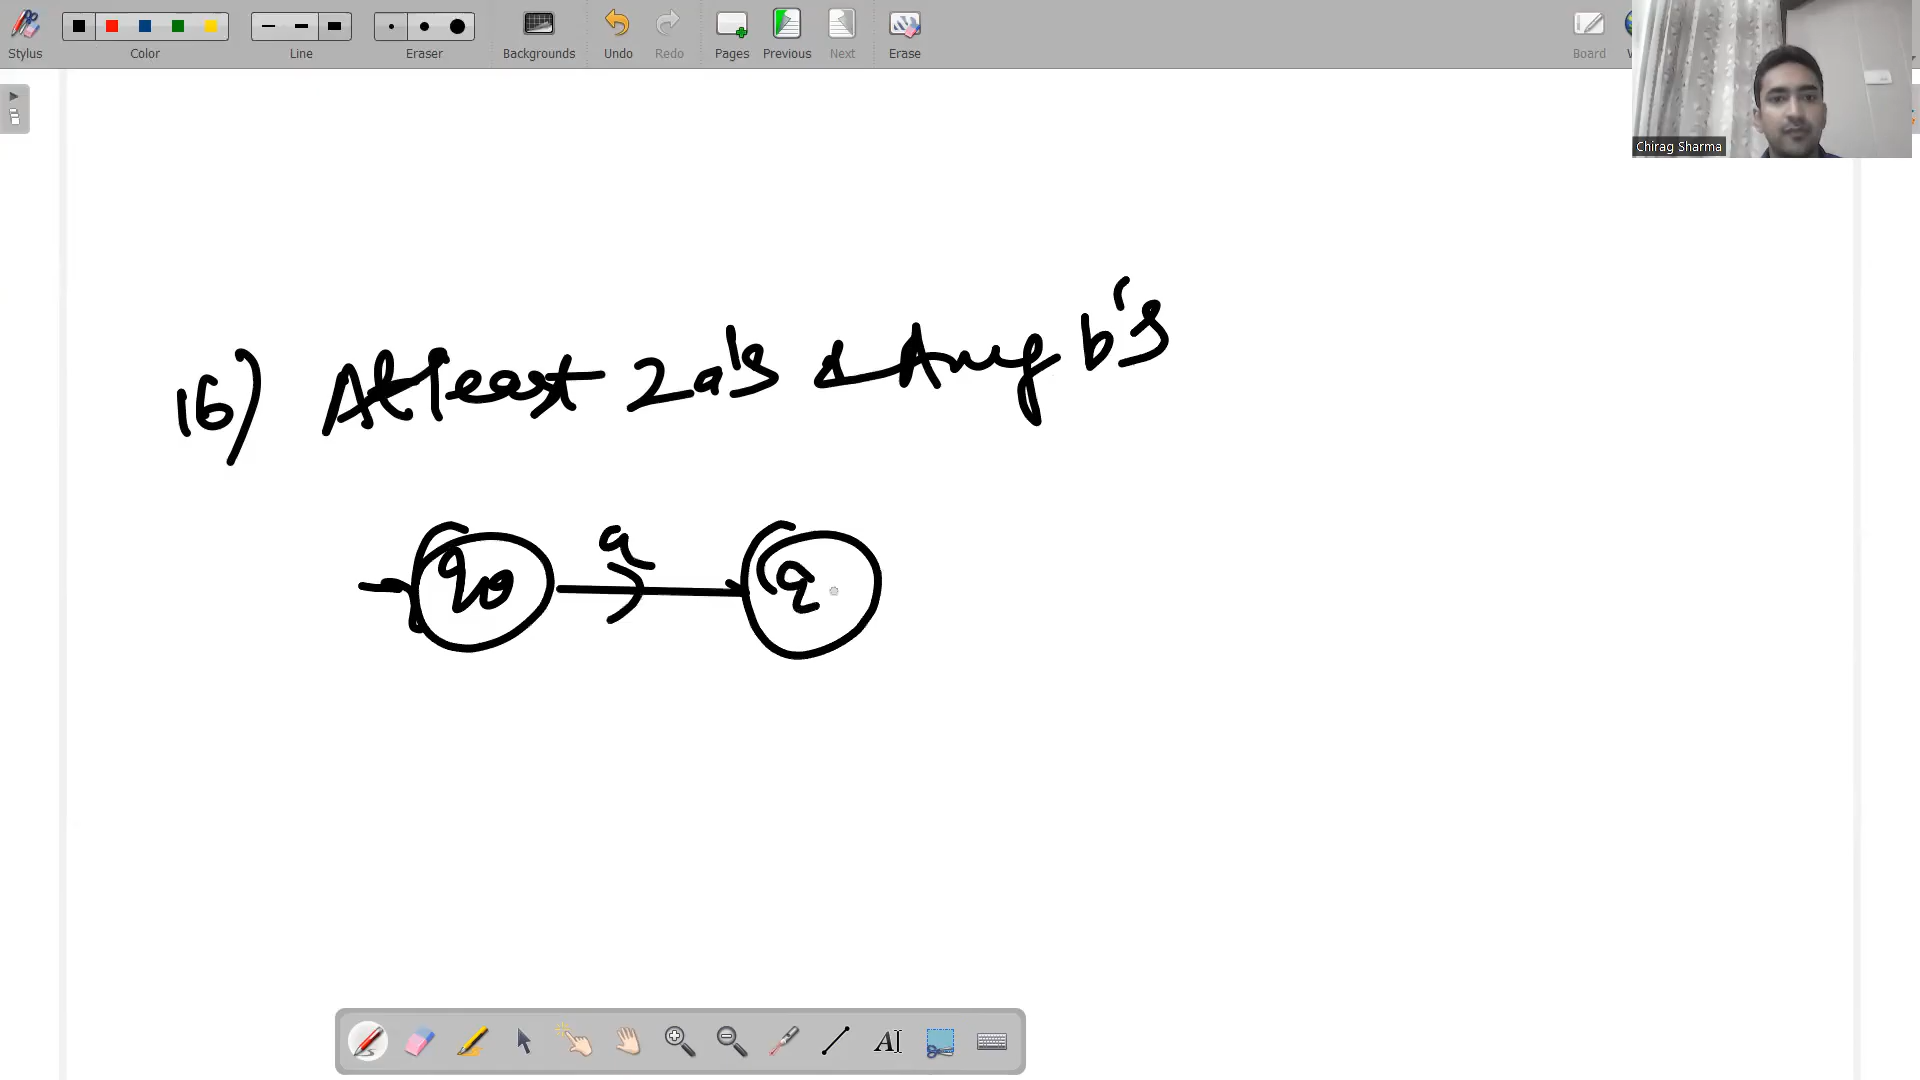 Stylus Color Line Eraser Backgrounds Undo Redo Pages Previous Next Erase Board
Chirag Sharma
16) Atleast 2a's & Any b's
a
q0 q